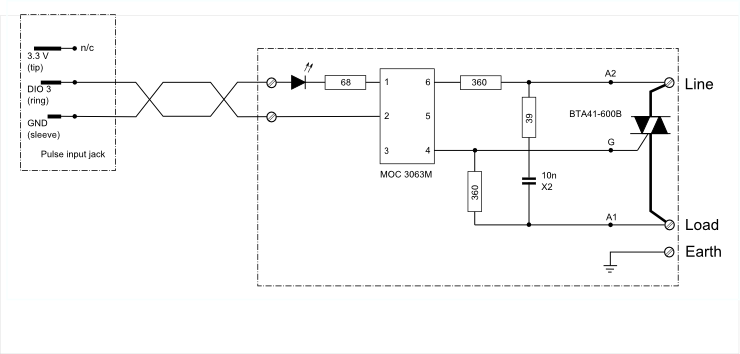 n/c
3.3 V
(tip)
DIO 3
(ring)
GND
(sleeve)
Pulse input jack
68
1
2
3
6
5
4
MOC 3063M
360
39
360
10n
X2
A2
BTA41-600B
G
A1
Line
Load
Earth